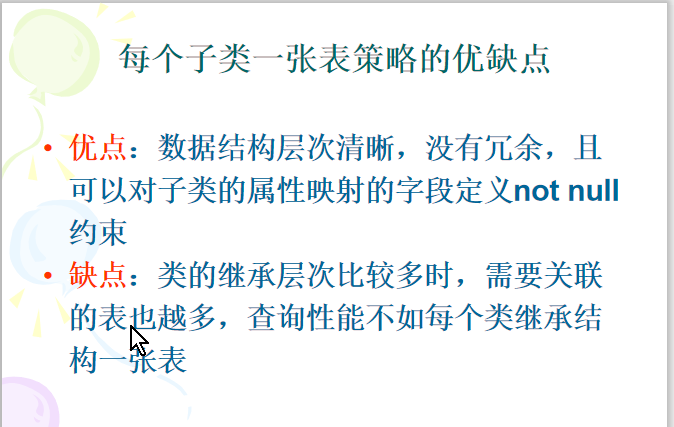 每个子类一张表策略的优缺点
• 优点：数据结构层次清晰，没有冗余，且
可以对子类的属性映射的字段定义not null
约束
• 缺点：类的继承层次比较多时，需要关联
的表也越多，查询性能不如每个类继承结
构一张表